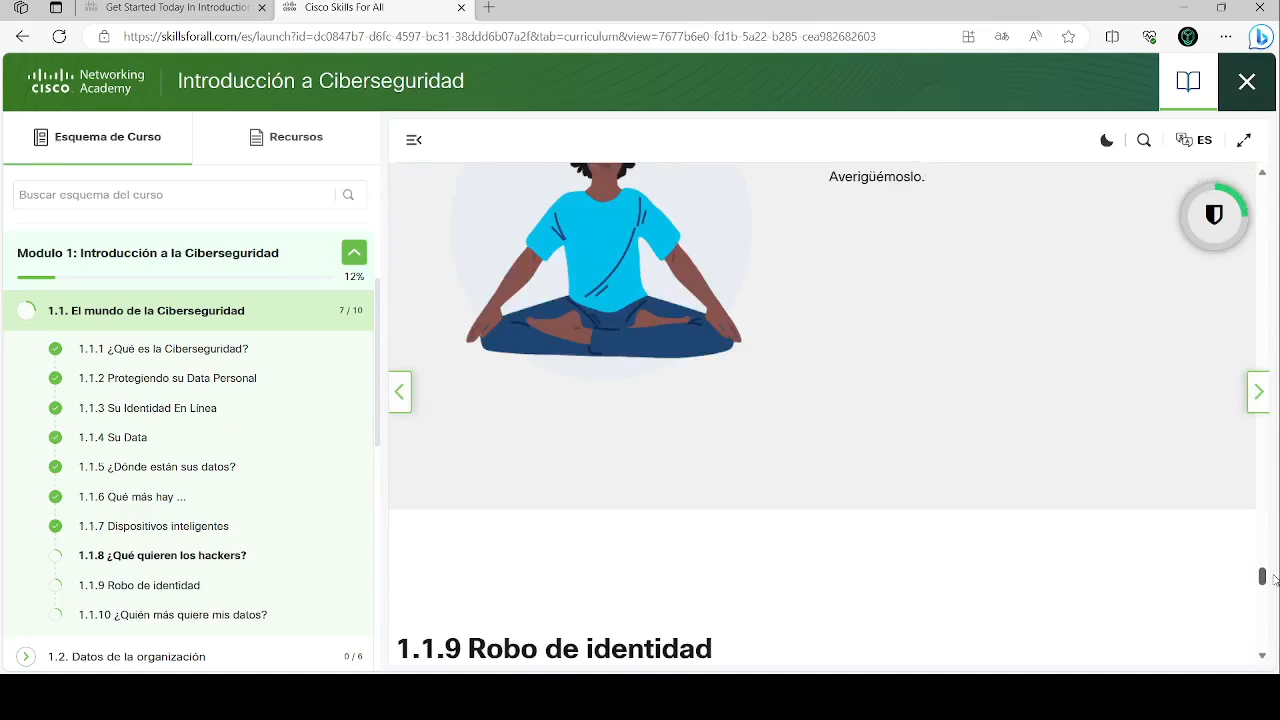 Get Started Today In Introduction
Cisco Skills For All
https://skillsforall.com/es/launch?id=dc0847b7-d6fc-4597-bc31-38ddd6b07a2f&tab=curriculum&view=7677b6e0-fd1b-5a22-b285-cea982682603
Networking
CISCO Academy
Introducción a Ciberseguridad
Esquema de Curso
Recursos
ES
Buscar esquema del curso
Averigüémoslo.
Modulo 1: Introducción a la Ciberseguridad
12%
1.1. El mundo de la Ciberseguridad 7 / 10
1.1.1 ¿Qué es la Ciberseguridad?
1.1.2 Protegiendo su Data Personal
1.1.3 Su Identidad En Línea
1.1.4 Su Data
1.1.5 ¿Dónde están sus datos?
1.1.6 Qué más hay ...
1.1.7 Dispositivos inteligentes
1.1.8 ¿Qué quieren los hackers?
1.1.9 Robo de identidad
1.1.10 ¿Quién más quiere mis datos?
1.2. Datos de la organización 0 / 6
1.1.9 Robo de identidad